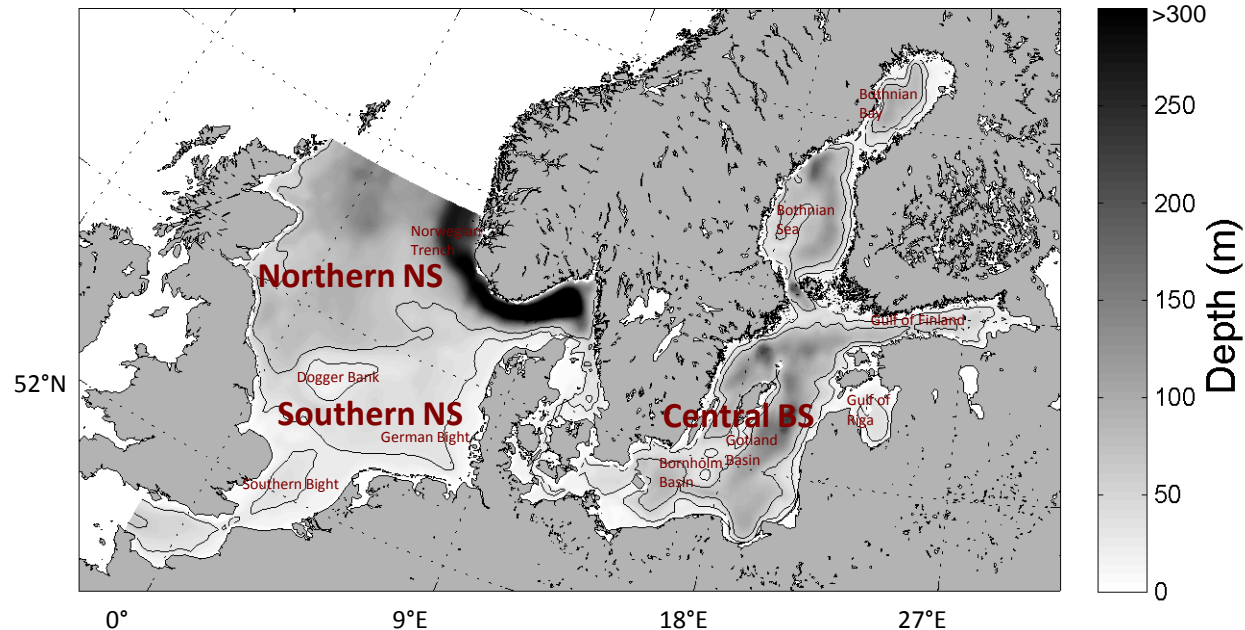 >300
250
200
150
100
50
0
Depth (m)
Bothnian
Bay
Bothnian
Sea
Norwegian
Trench
Northern NS
Gulf of Finland
Dogger Bank
52°N
Southern NS
German Bight
Central BS
Gulf of
Riga
Gotland
Basin
Bornholm
Basin
Southern Bight
0°
9°E
18°E
27°E